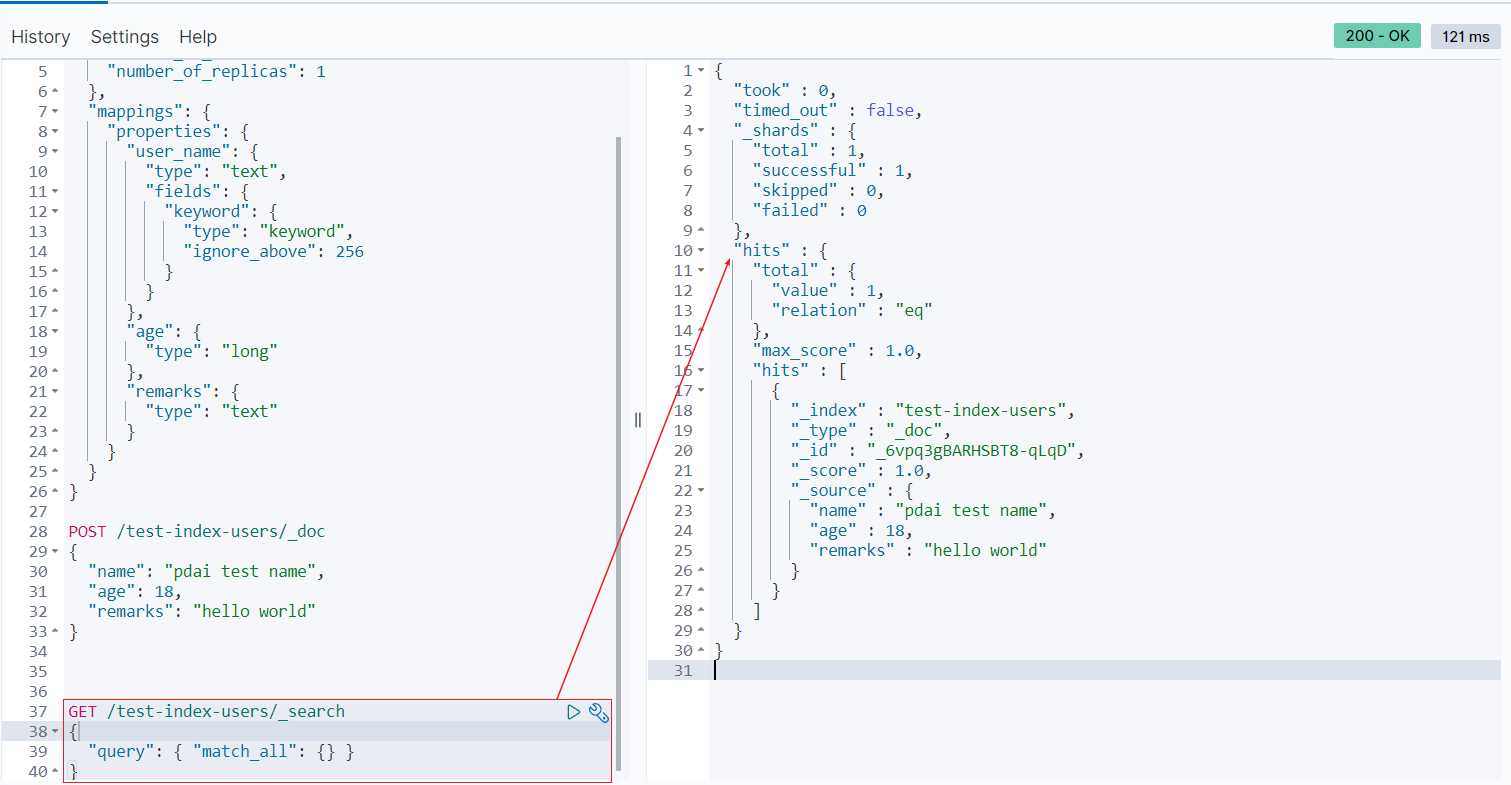 History Settings Help
200 - OK
121 ms
5 "number_of_replicas": 1
6 },
7 "mappings": {
8 "properties": {
9 "user_name": {
10 "type": "text",
11 "fields": {
12 "keyword": {
13 "type": "keyword",
14 "ignore_above": 256
15 }
16 }
17 },
18 "age": {
19 "type": "long"
20 },
21 "remarks": {
22 "type": "text"
23 }
24 }
25 }
26 }
27
28 POST /test-index-users/_doc
29 {
30 "name": "pdai test name",
31 "age": 18,
32 "remarks": "hello world"
33 }
34
35
36
37 GET /test-index-users/_search
38 {
39 "query": { "match_all": {} }
40 }
1 {
2 "took" : 0,
3 "timed_out" : false,
4 "_shards" : {
5 "total" : 1,
6 "successful" : 1,
7 "skipped" : 0,
8 "failed" : 0
9 },
10 "hits" : {
11 "total" : {
12 "value" : 1,
13 "relation" : "eq"
14 },
15 "max_score" : 1.0,
16 "hits" : [
17 {
18 "_index" : "test-index-users",
19 "_type" : "_doc",
20 "_id" : "_6vpq3gBARHSBT8-qLqD",
21 "_score" : 1.0,
22 "_source" : {
23 "name" : "pdai test name",
24 "age" : 18,
25 "remarks" : "hello world"
26 }
27 }
28 ]
29 }
30 }
31